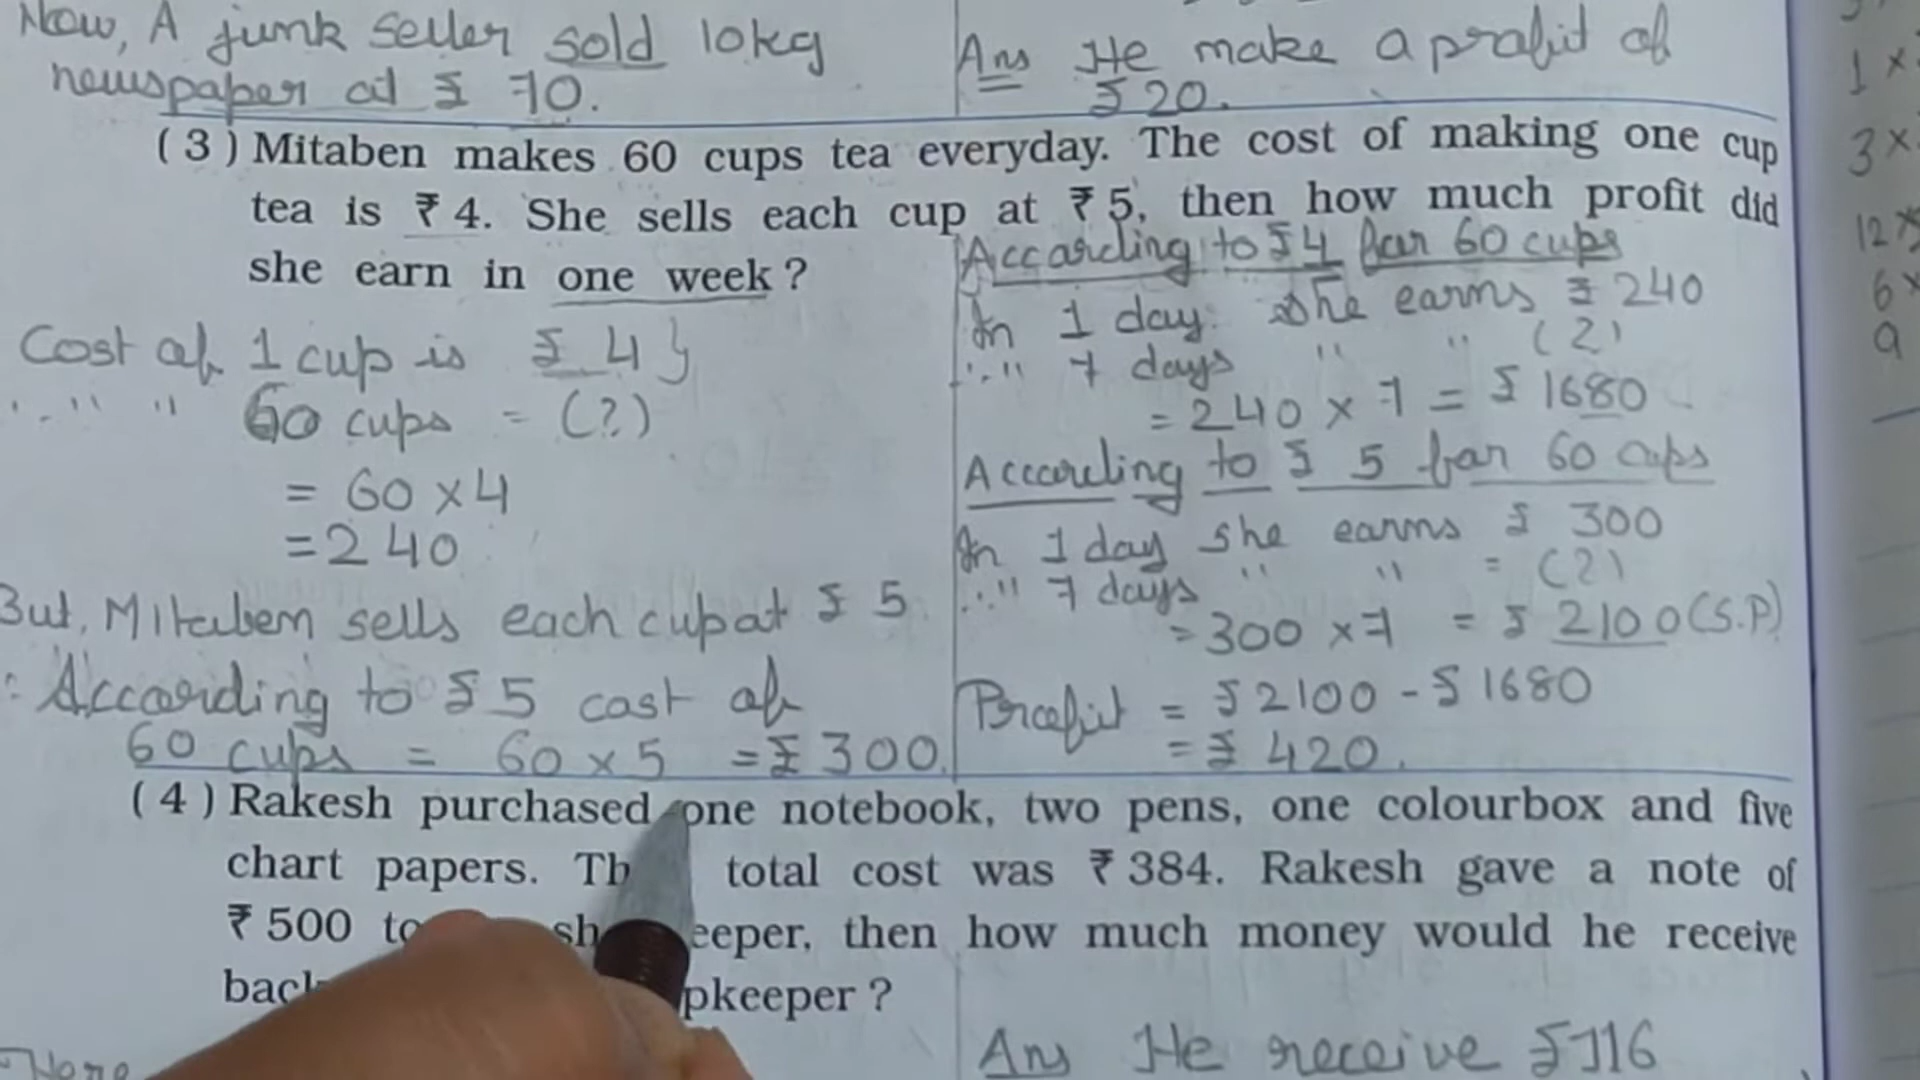 Now, A junk seller sold 10kg
newspaper at ₹ 70.
Ans He make a profit of
₹ 20.
(3) Mitaben makes 60 cups tea everyday. The cost of making one cup
tea is ₹ 4. She sells each cup at ₹ 5, then how much profit did
she earn in one week ?
Cost of 1 cup is ₹ 4
∴ " " 60 cups = (?)
= 60 × 4
= 240
But, Mitaben sells each cup at ₹ 5.
∴ According to ₹ 5 cost of
60 cups = 60 × 5 = ₹ 300.
According to ₹ 4 for 60 cups
In 1 day she earns ₹ 240
∴ " 7 days " " (?)
= 240 × 7 = ₹ 1680
According to ₹ 5 for 60 cups
In 1 day she earns ₹ 300
∴ " 7 days " " = (?)
= 300 × 7 = ₹ 2100 (S.P)
Profit = ₹ 2100 - ₹ 1680
= ₹ 420.
(4) Rakesh purchased one notebook, two pens, one colourbox and five
chart papers. total cost was ₹ 384. Rakesh gave a note of
₹ 500 to then how much money would he receive
?
Here
Ans He receive ₹ 116
1 ×
3 ×
12 ×
6 ×
9